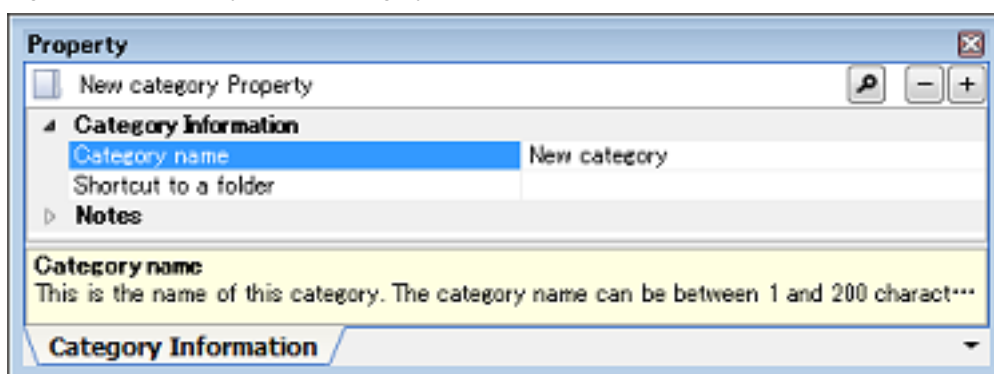 Property
New category Property
Category Information
Category name New category
Shortcut to a folder
Notes
Category name
This is the name of this category. The category name can be between 1 and 200 charact...
Category Information